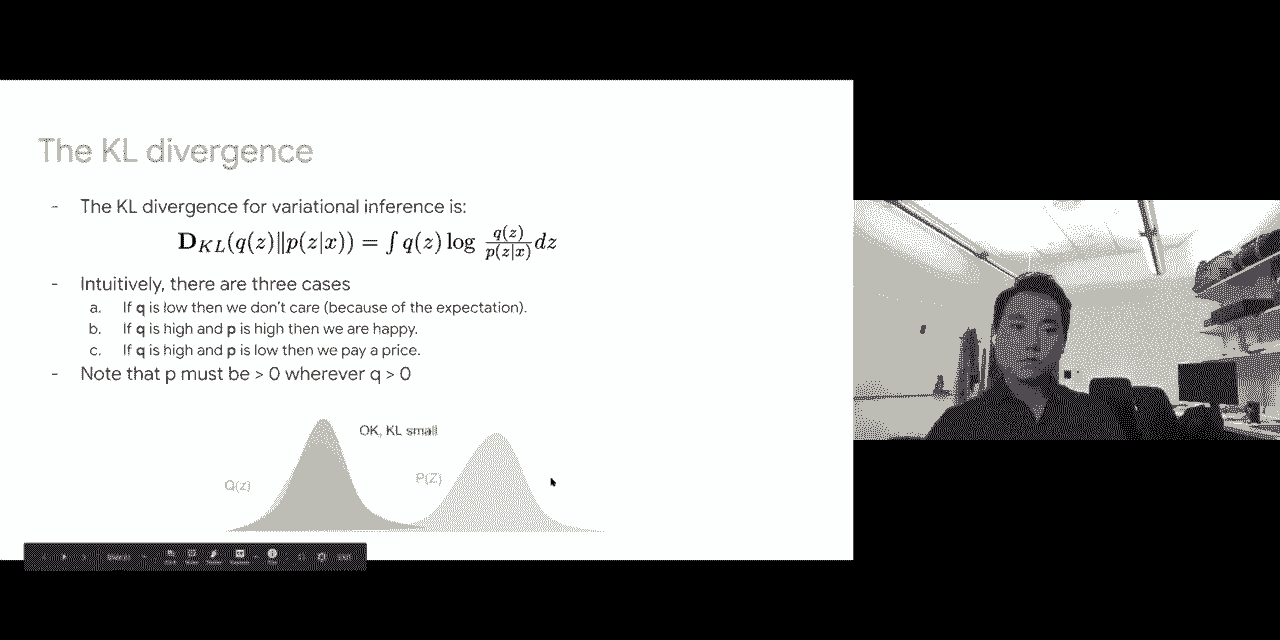 The KL divergence
- The KL divergence for variational inference is:
D_{KL}(q(z)||p(z|x)) = ∫ q(z) log \frac{q(z)}{p(z|x)} dz
- Intuitively, there are three cases
a. If q is low then we don't care (because of the expectation).
b. If q is high and p is high then we are happy.
c. If q is high and p is low then we pay a price.
- Note that p must be > 0 wherever q > 0
OK, KL small
Q(z)
P(Z)